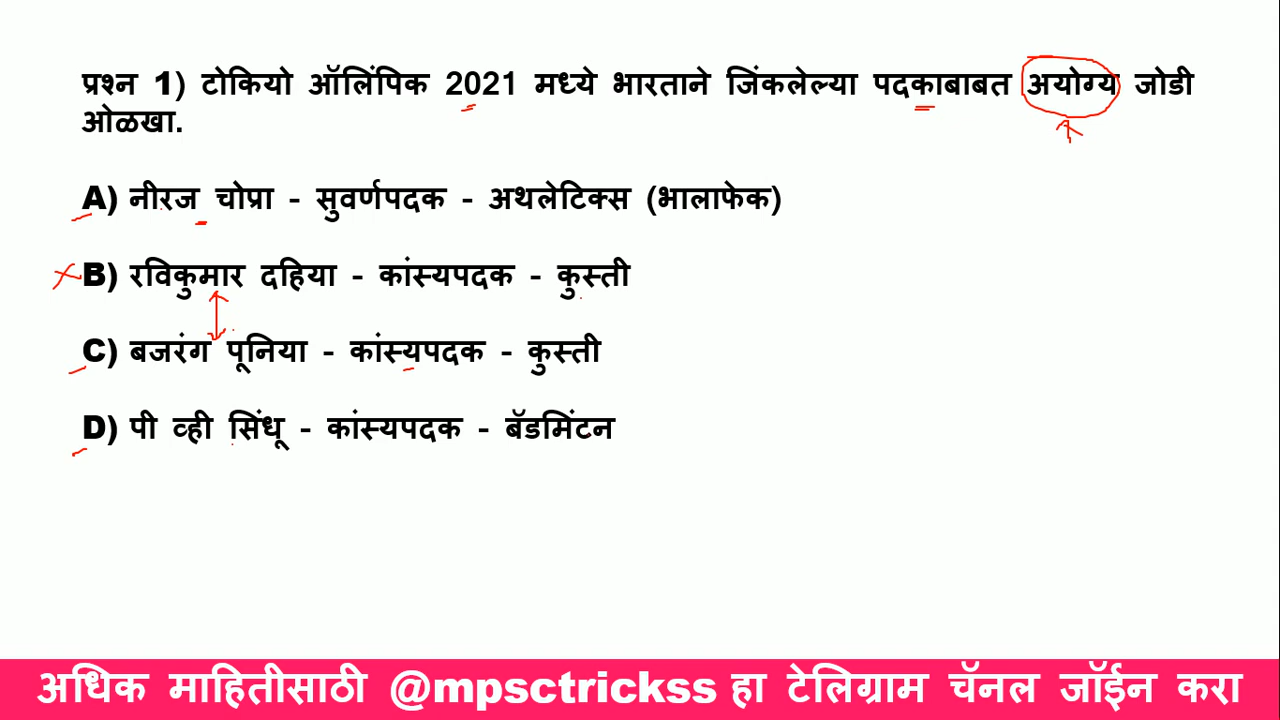 प्रश्न 1) टोकियो ऑलिंपिक 2021 मध्ये भारताने जिंकलेल्या पदकाबाबत अयोग्य जोडी
ओळखा.
A) नीरज चोप्रा - सुवर्णपदक - अथलेटिक्स (भालाफेक)
B) रविकुमार दहिया - कांस्यपदक - कुस्ती
C) बजरंग पूनिया - कांस्यपदक - कुस्ती
D) पी व्ही सिंधू - कांस्यपदक - बॅडमिंटन
अधिक माहितीसाठी @mpsctrickss हा टेलिग्राम चॅनल जॉईन करा